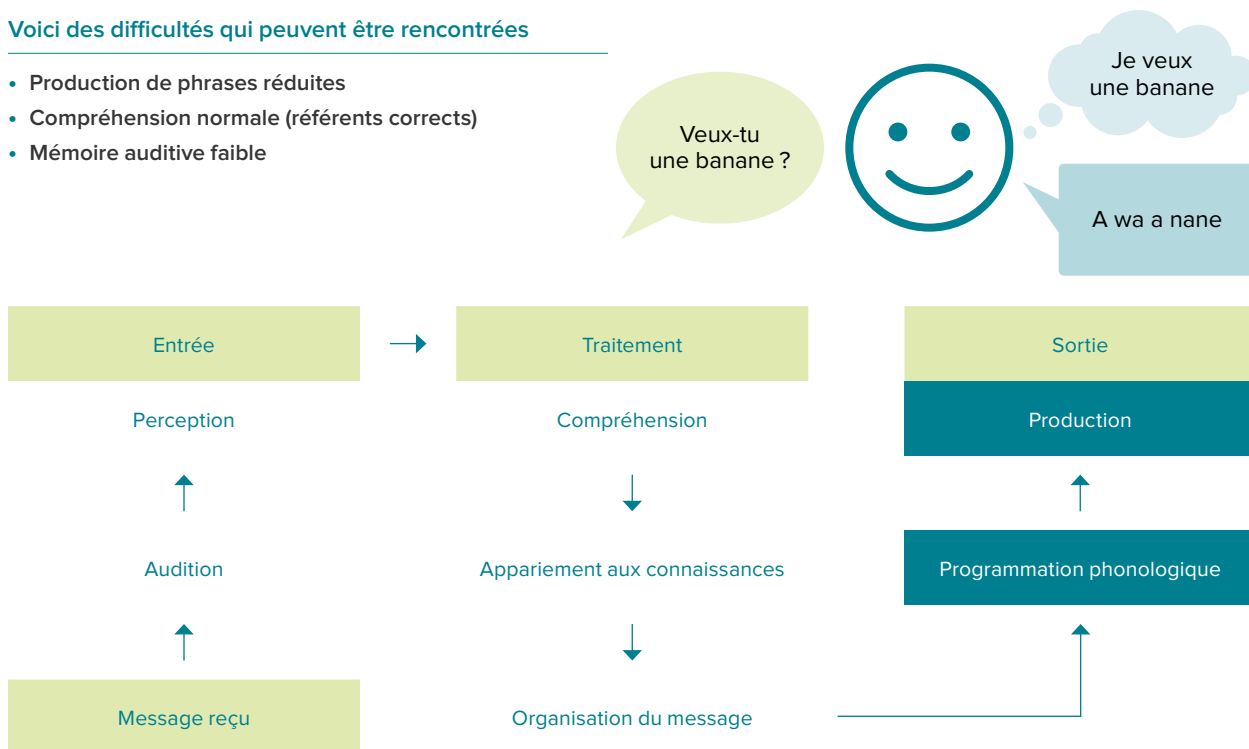 Voici des difficultés qui peuvent être rencontrées
• Production de phrases réduites
• Compréhension normale (référents corrects)
• Mémoire auditive faible
Veux-tu
une banane ?
Je veux
une banane
A wa a nane
Entrée
Traitement
Sortie
Perception
Compréhension
Production
Audition
Appariement aux connaissances
Programmation phonologique
Message reçu
Organisation du message